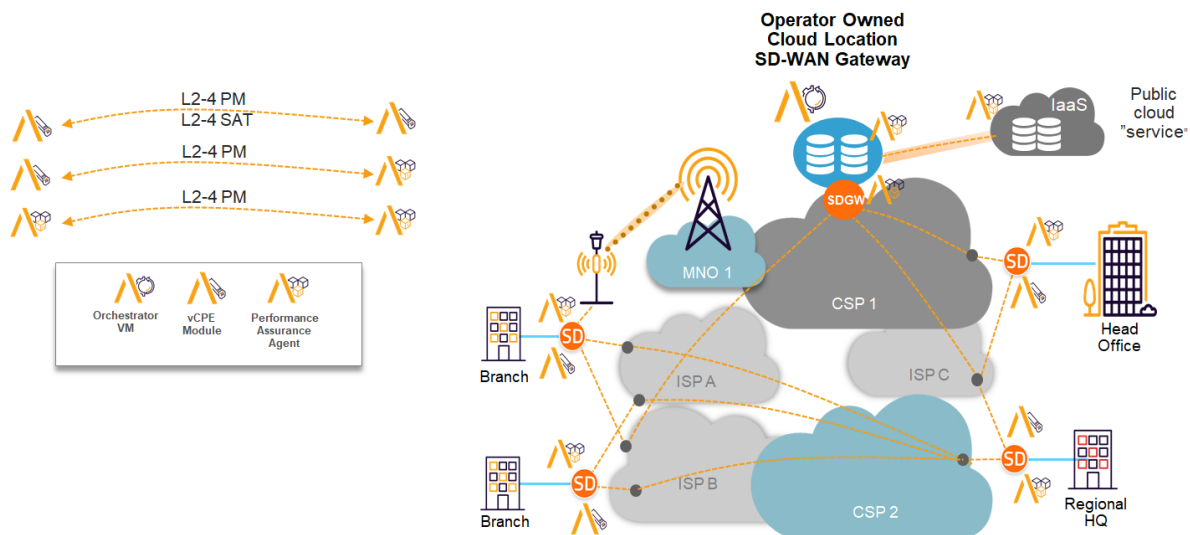 L2-4 PM
L2-4 SAT
L2-4 PM
L2-4 PM
Orchestrator
VM
vCPE
Module
Performance
Assurance
Agent
Operator Owned
Cloud Location
SD-WAN Gateway
IaaS
Public
cloud
"service"
SDGW
MNO 1
CSP 1
SD
Head
Office
SD
Branch
ISP A
ISP C
SD
Branch
ISP B
CSP 2
SD
Regional
HQ